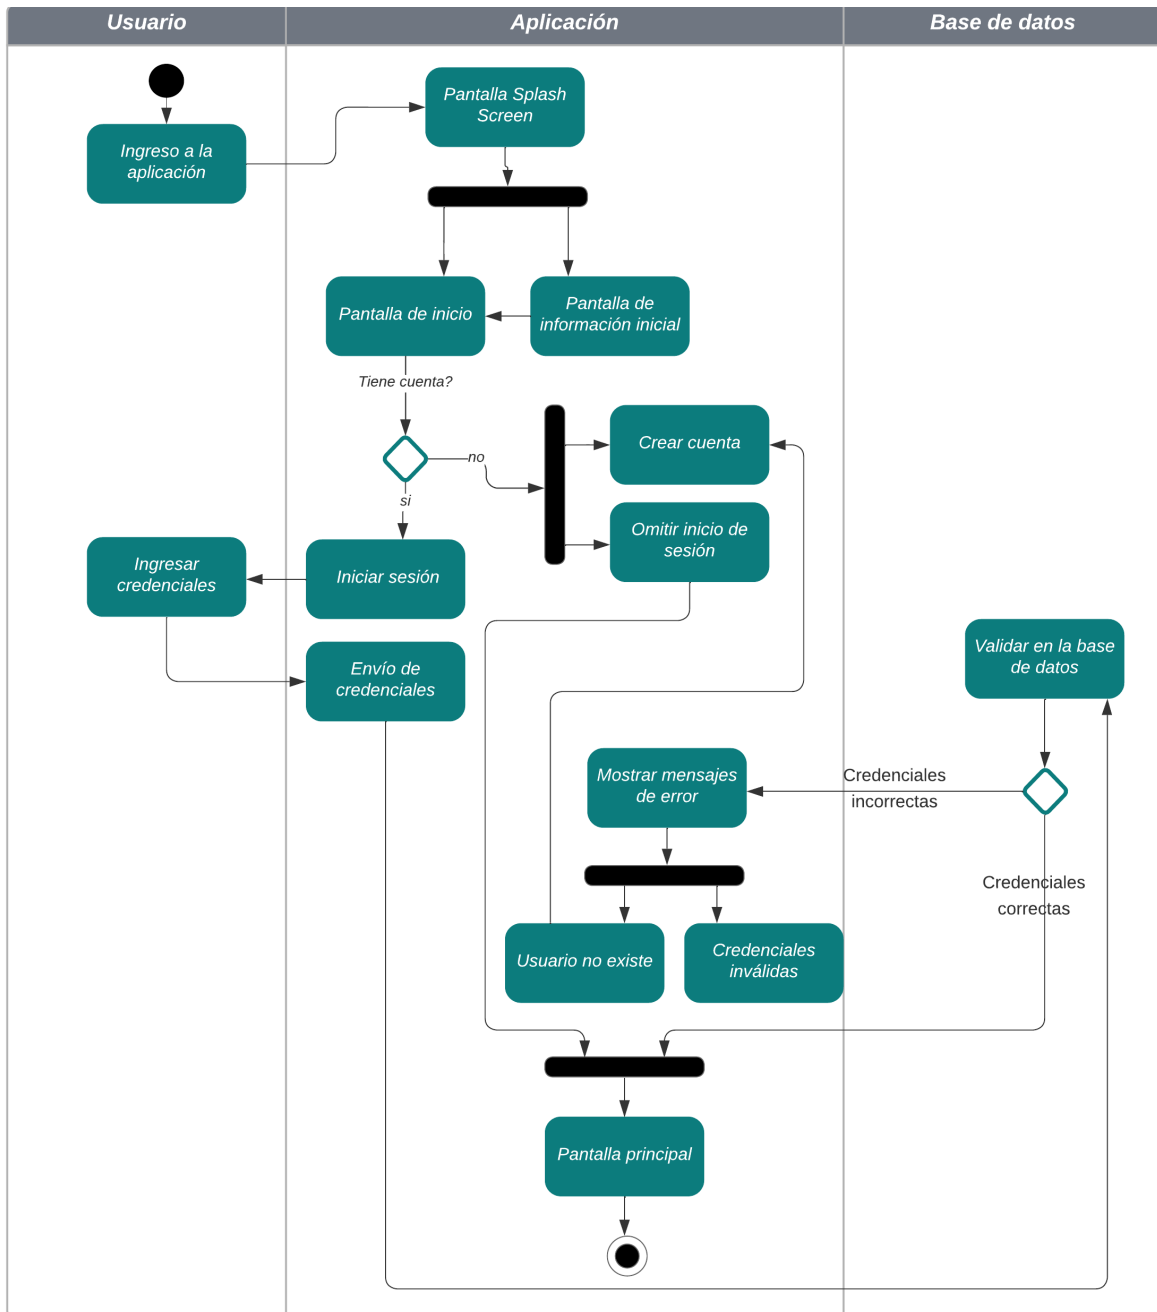 Usuario
Aplicación
Base de datos
Pantalla Splash
Screen
Ingreso a la
aplicación
Pantalla de inicio
Pantalla de
información inicial
Tiene cuenta?
no
si
Crear cuenta
Omitir inicio de
sesión
Ingresar
credenciales
Iniciar sesión
Envío de
credenciales
Validar en la base
de datos
Mostrar mensajes
de error
Credenciales
incorrectas
Credenciales
correctas
Usuario no existe
Credenciales
inválidas
Pantalla principal